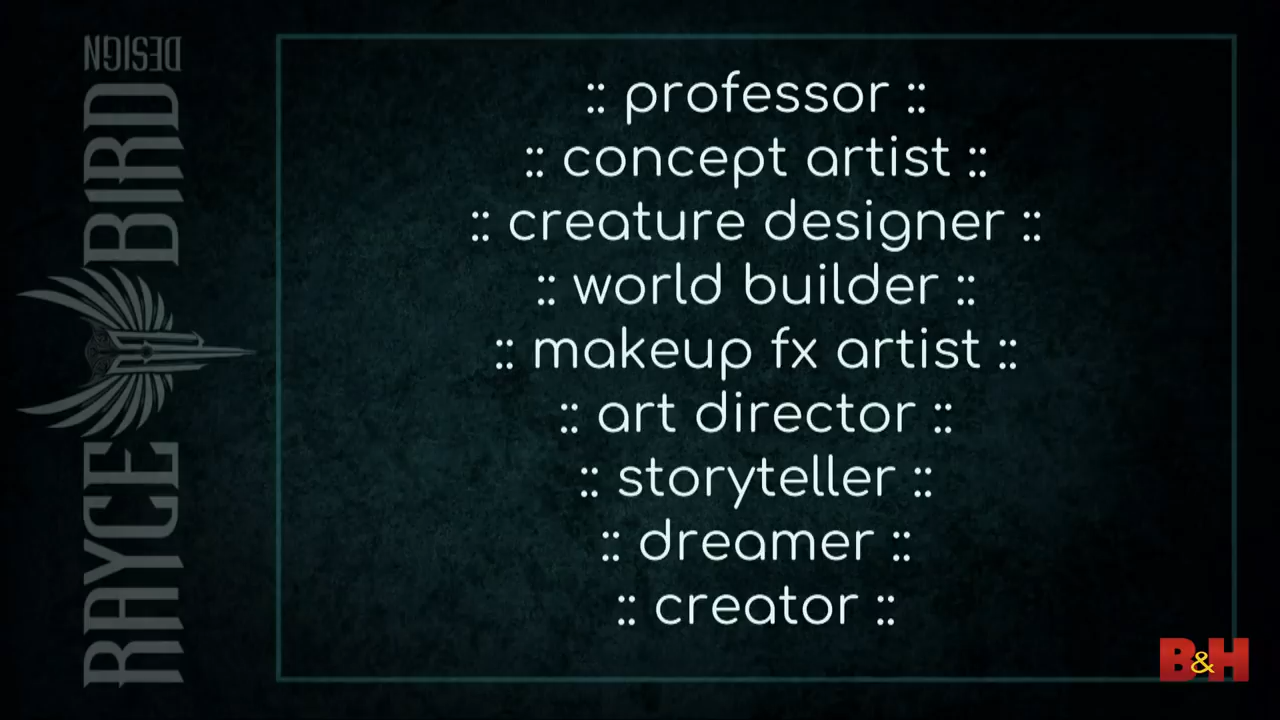 RAYCE BIRD
DESIGN
:: professor ::
:: concept artist ::
:: creature designer ::
:: world builder ::
:: makeup fx artist ::
:: art director ::
:: storyteller ::
:: dreamer ::
:: creator ::
B&H